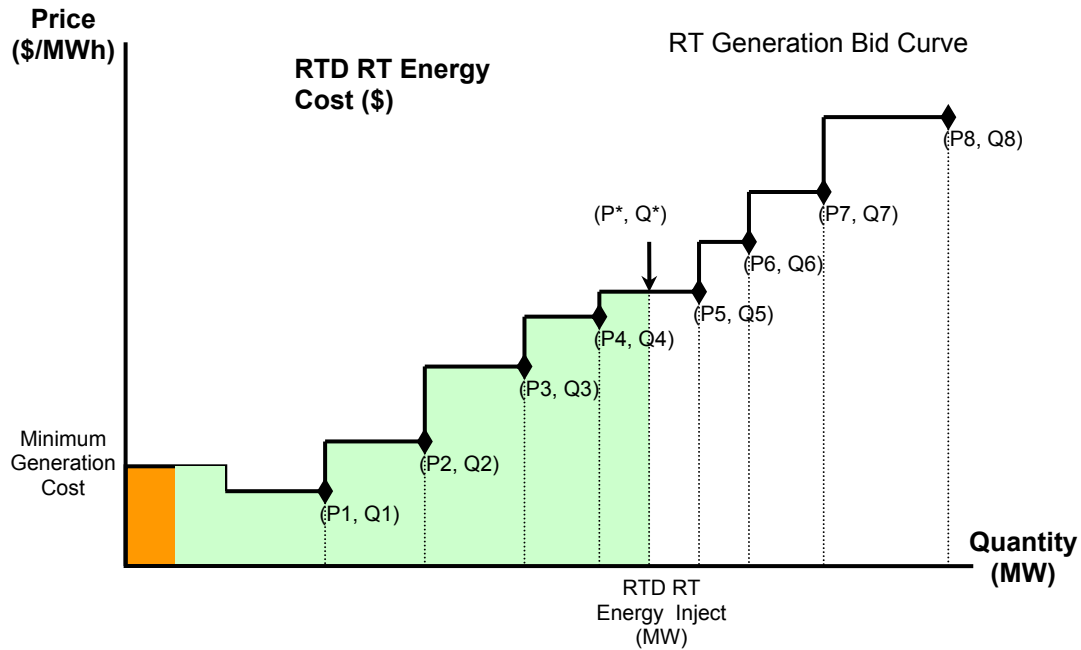 Price
($/MWh)
RT Generation Bid Curve
RTD RT Energy
Cost ($)
(P8, Q8)
(P*, Q*)
(P7, Q7)
(P6, Q6)
(P5, Q5)
(P4, Q4)
(P3, Q3)
Minimum
Generation
Cost
(P2, Q2)
(P1, Q1)
Quantity
(MW)
RTD RT
Energy Inject
(MW)